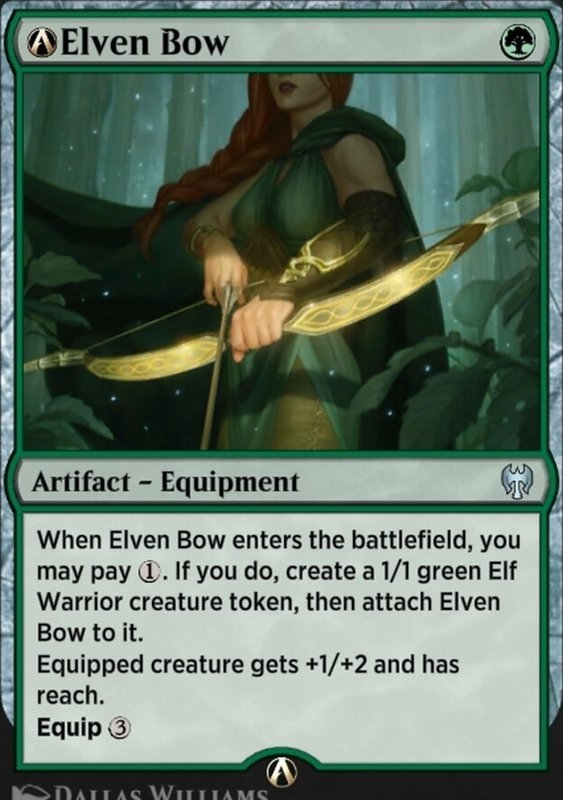 Elven Bow
Artifact – Equipment
When Elven Bow enters the battlefield, you
may pay 1. If you do, create a 1/1 green Elf
Warrior creature token, then attach Elven
Bow to it.
Equipped creature gets +1/+2 and has
reach.
Equip 3
DALLAS WILLIAMS